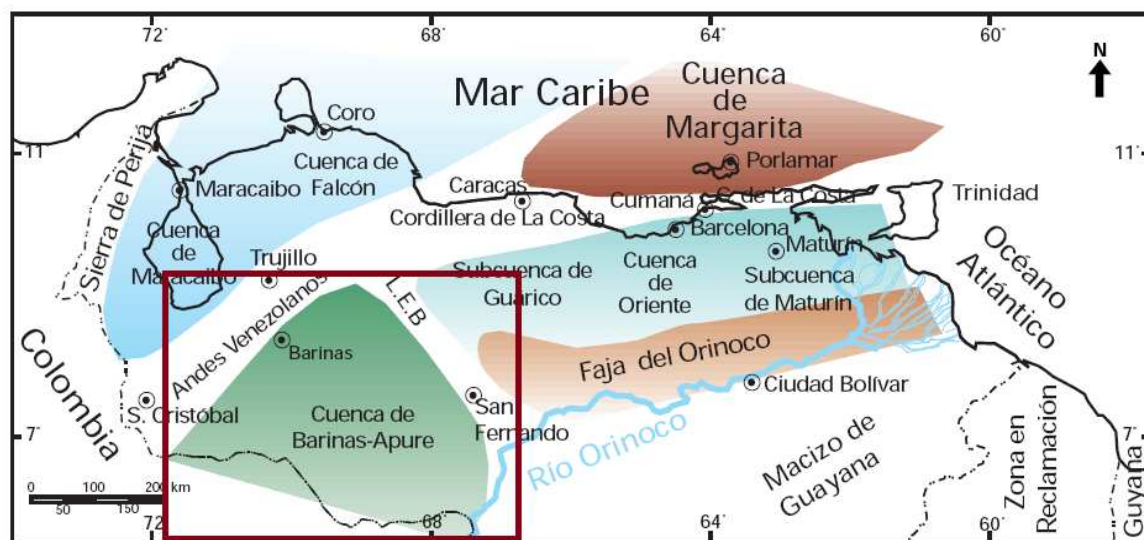 72˚
68˚
64˚
60˚
N
11˚
11˚
Mar Caribe
Cuenca
de
Margarita
Porlamar
Coro
Cuenca de
Falcón
Sierra de Perijá
Maracaibo
Cuenca
de
Maracaibo
Caracas
Cordillera de La Costa
Cumaná
C. de La Costa
Barcelona
Trinidad
Océano
Atlántico
Trujillo
Maturín
Subcuenca de
Guárico
Cuenca
de
Oriente
Subcuenca
de Maturín
L.E.B
Andes Venezolanos
Barinas
Faja del Orinoco
Colombia
S. Cristóbal
Cuenca de
Barinas-Apure
San
Fernando
Ciudad Bolívar
Río Orinoco
Macizo de
Guayana
Zona en
Reclamación
Guyana
7˚
7˚
0 100 200 km
50 150
72˚
68˚
64˚
60˚